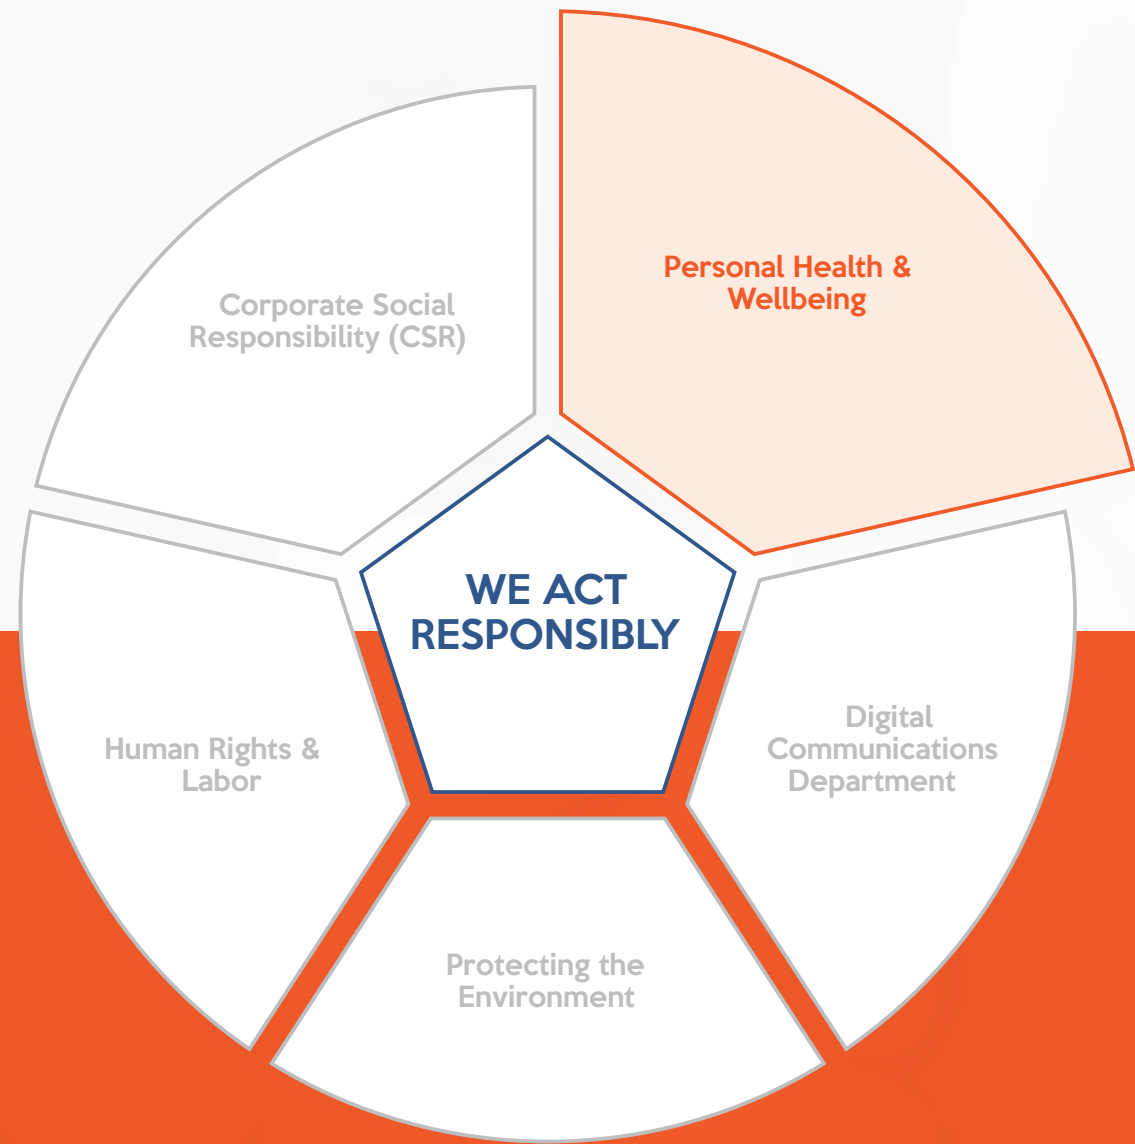 Personal Health &
Wellbeing
Corporate Social
Responsibility (CSR)
WE ACT
RESPONSIBLY
Digital
Communications
Department
Human Rights &
Labor
Protecting the
Environment